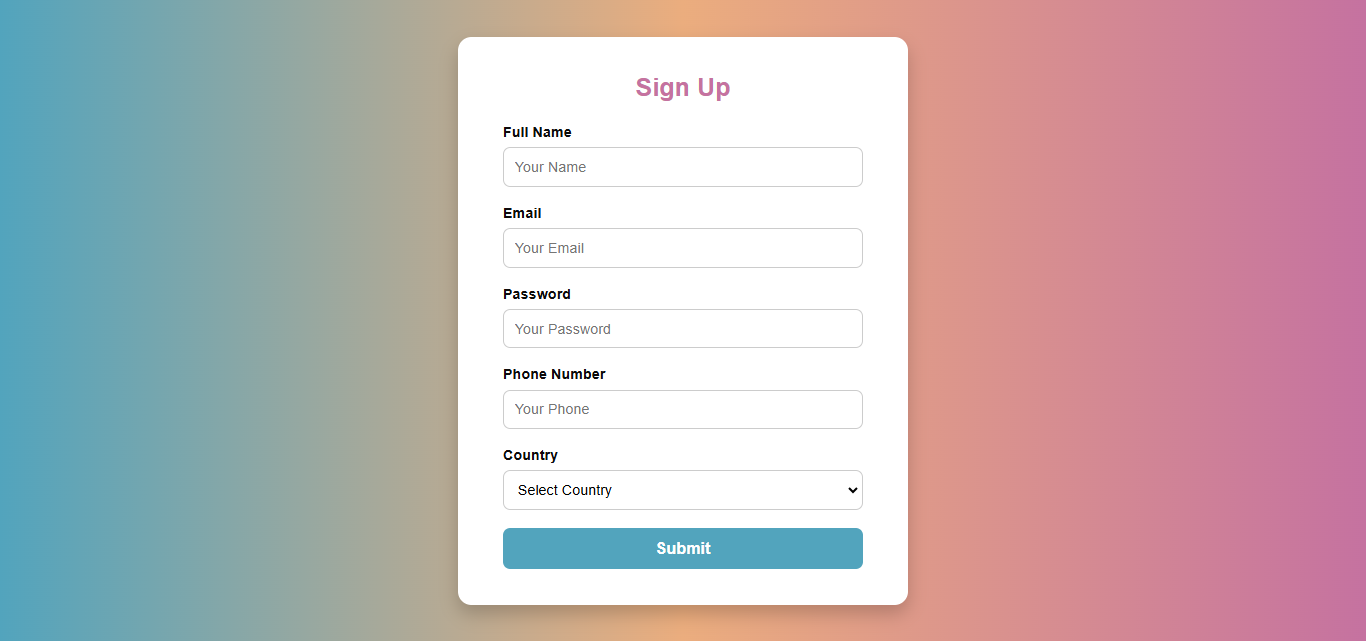 Sign Up
Full Name
Your Name
Email
Your Email
Password
Your Password
Phone Number
Your Phone
Country
Select Country
Submit